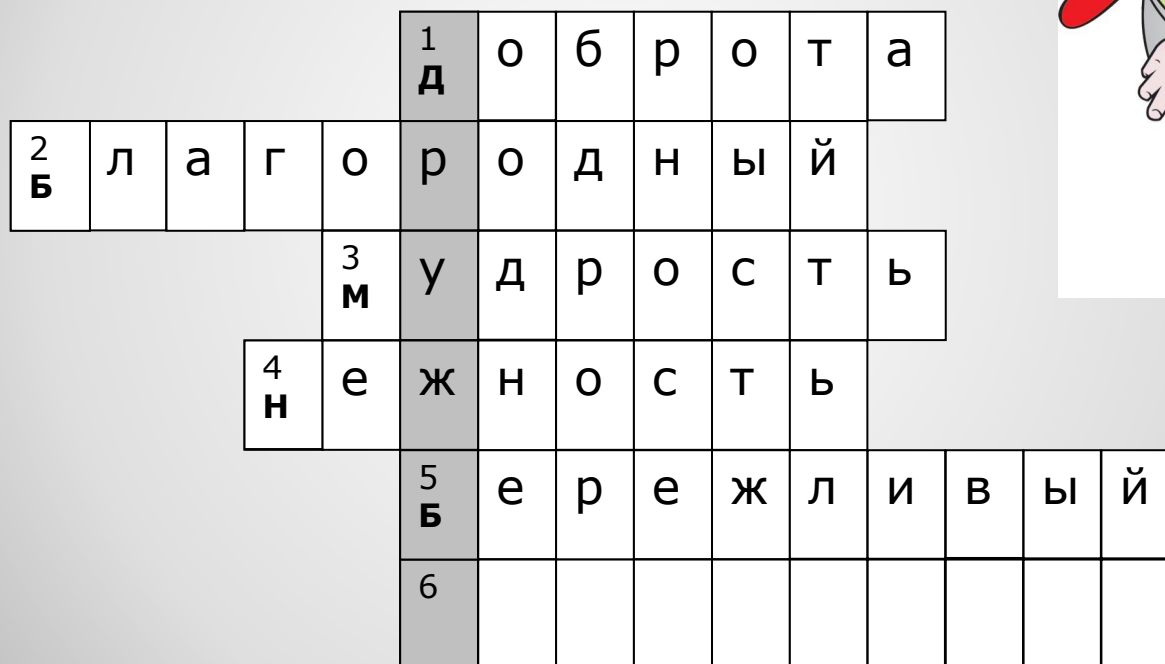 1 Доброта
2 Благородный
3 Мудрость
4 Нежность
5 Бережливый
6